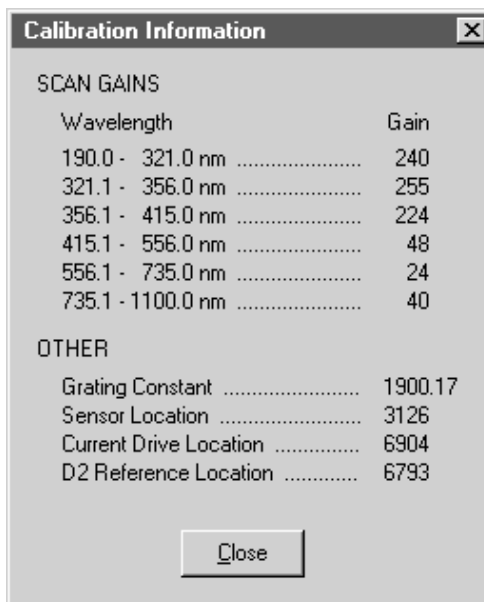 Calibration Information
SCAN GAINS
Wavelength Gain
190.0 - 321.0 nm ...................... 240
321.1 - 356.0 nm ...................... 255
356.1 - 415.0 nm ...................... 224
415.1 - 556.0 nm ...................... 48
556.1 - 735.0 nm ...................... 24
735.1 - 1100.0 nm ...................... 40
OTHER
Grating Constant ........................ 1900.17
Sensor Location ......................... 3126
Current Drive Location ............... 6904
D2 Reference Location ............. 6793
Close